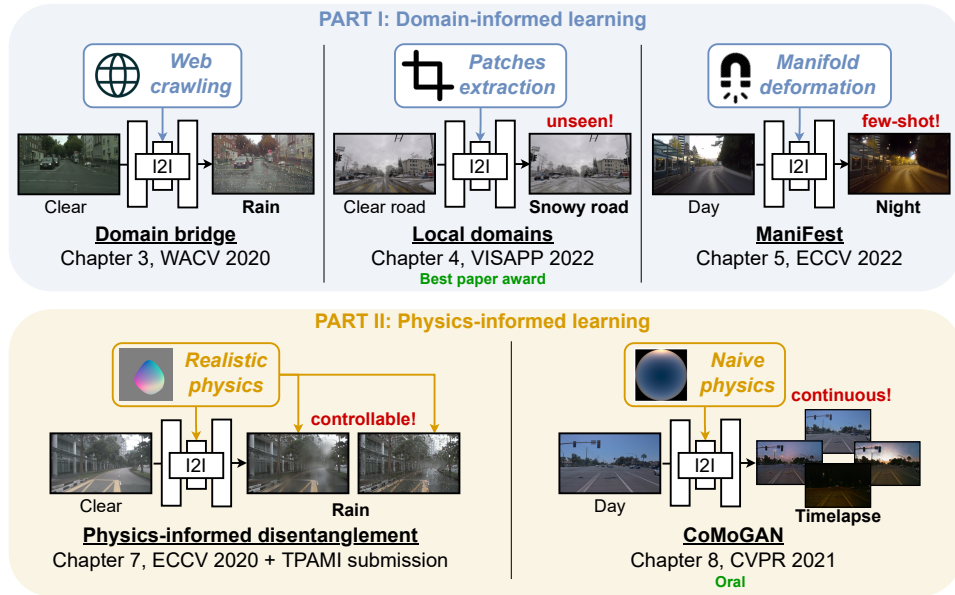 PART I: Domain-informed learning
Web
crawling
I2I
Clear
Rain
Domain bridge
Chapter 3, WACV 2020
Patches
extraction
unseen!
I2I
Clear road
Snowy road
Local domains
Chapter 4, VISAPP 2022
Best paper award
Manifold
deformation
few-shot!
I2I
Day
Night
ManiFest
Chapter 5, ECCV 2022
PART II: Physics-informed learning
Realistic
physics
controllable!
I2I
Clear
Rain
Physics-informed disentanglement
Chapter 7, ECCV 2020 + TPAMI submission
Naive
physics
continuous!
I2I
Day
Timelapse
CoMoGAN
Chapter 8, CVPR 2021
Oral